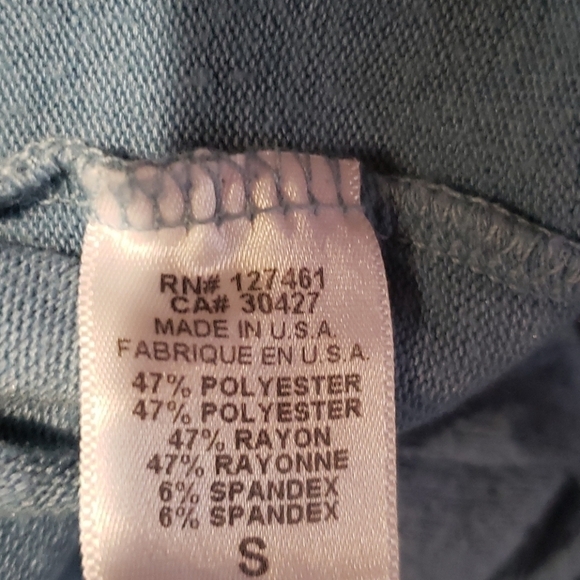 RN# 127461
CA# 30427
MADE IN U.S.A.
FABRIQUE EN U.S.A.
47% POLYESTER
47% POLYESTER
47% RAYON
47% RAYONNE
6% SPANDEX
6% SPANDEX
S